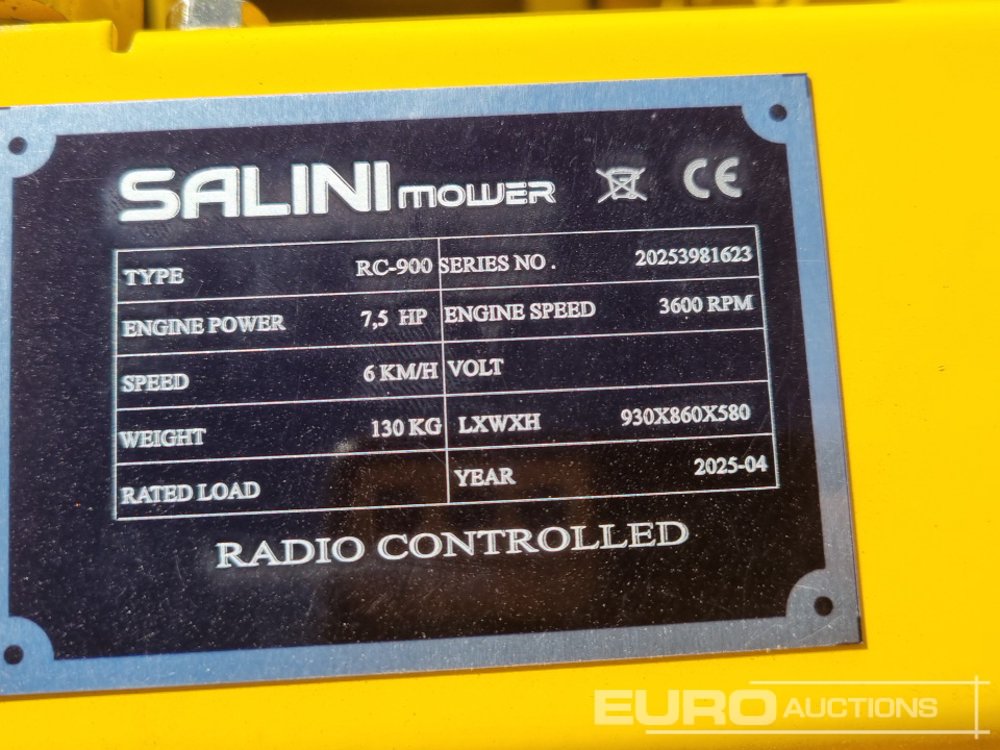 SALINI MOWER CE
TYPE RC-900 SERIES NO. 20253981623
ENGINE POWER 7,5 HP ENGINE SPEED 3600 RPM
SPEED 6 KM/H VOLT
WEIGHT 130 KG LXWXH 930X860X580
RATED LOAD YEAR 2025-04
RADIO CONTROLLED
EURO AUCTIONS